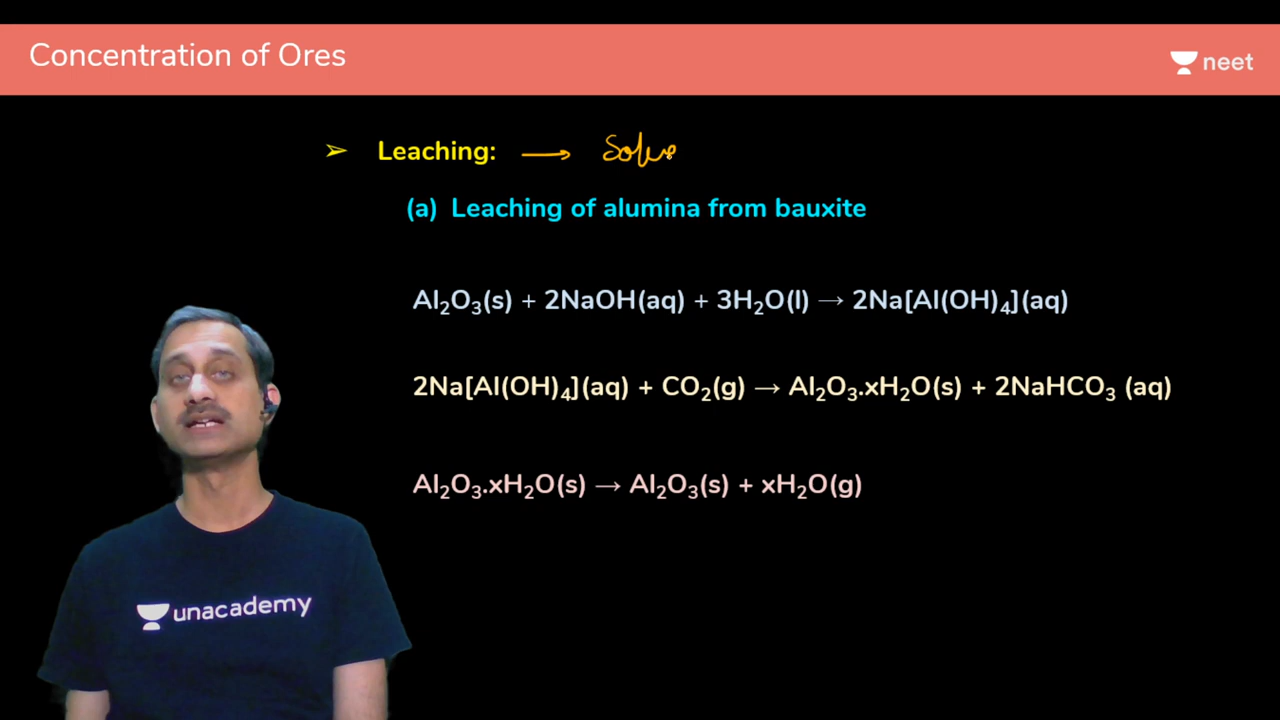 Concentration of Ores
neet
➢ Leaching: → Solu
(a) Leaching of alumina from bauxite
Al₂O₃(s) + 2NaOH(aq) + 3H₂O(l) → 2Na[Al(OH)₄](aq)
2Na[Al(OH)₄](aq) + CO₂(g) → Al₂O₃.xH₂O(s) + 2NaHCO₃ (aq)
Al₂O₃.xH₂O(s) → Al₂O₃(s) + xH₂O(g)
unacademy